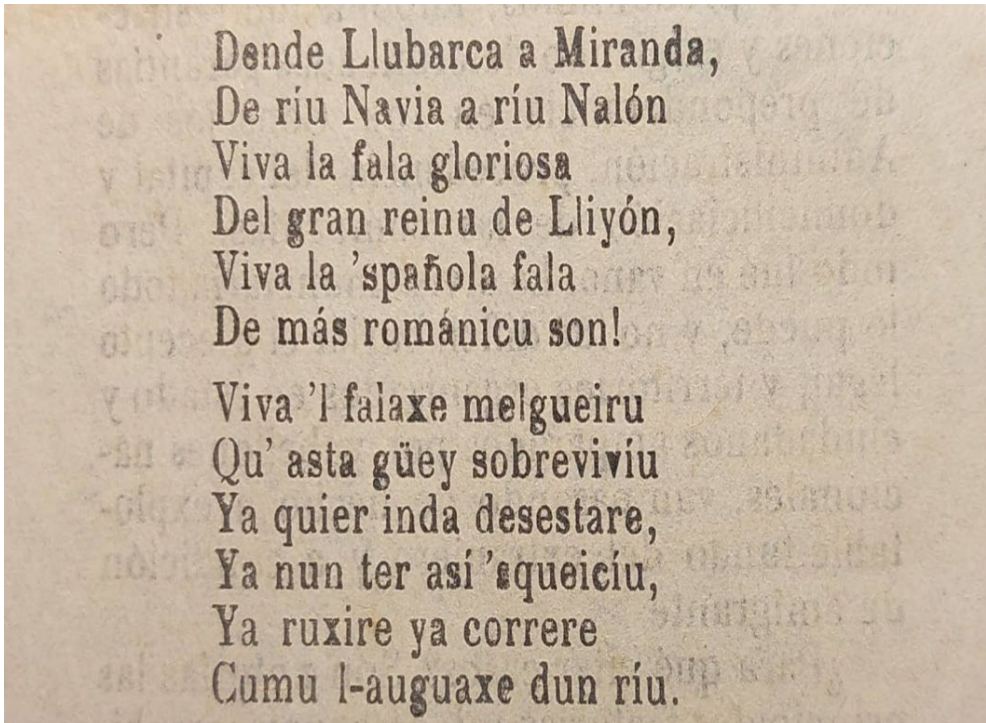 Dende Llubarca a Miranda,
De ríu Navia a ríu Nalón
Viva la fala gloriosa
Del gran reinu de Lliyón,
Viva la ’spañola fala
De más románicu son!
Viva ’l falaxe melgueiru
Qu’ asta güey sobreviviu
Ya quier inda desestare,
Ya nun ter así ’squeicíu,
Ya ruxire ya correre
Cumu l-auguaxe dun ríu.